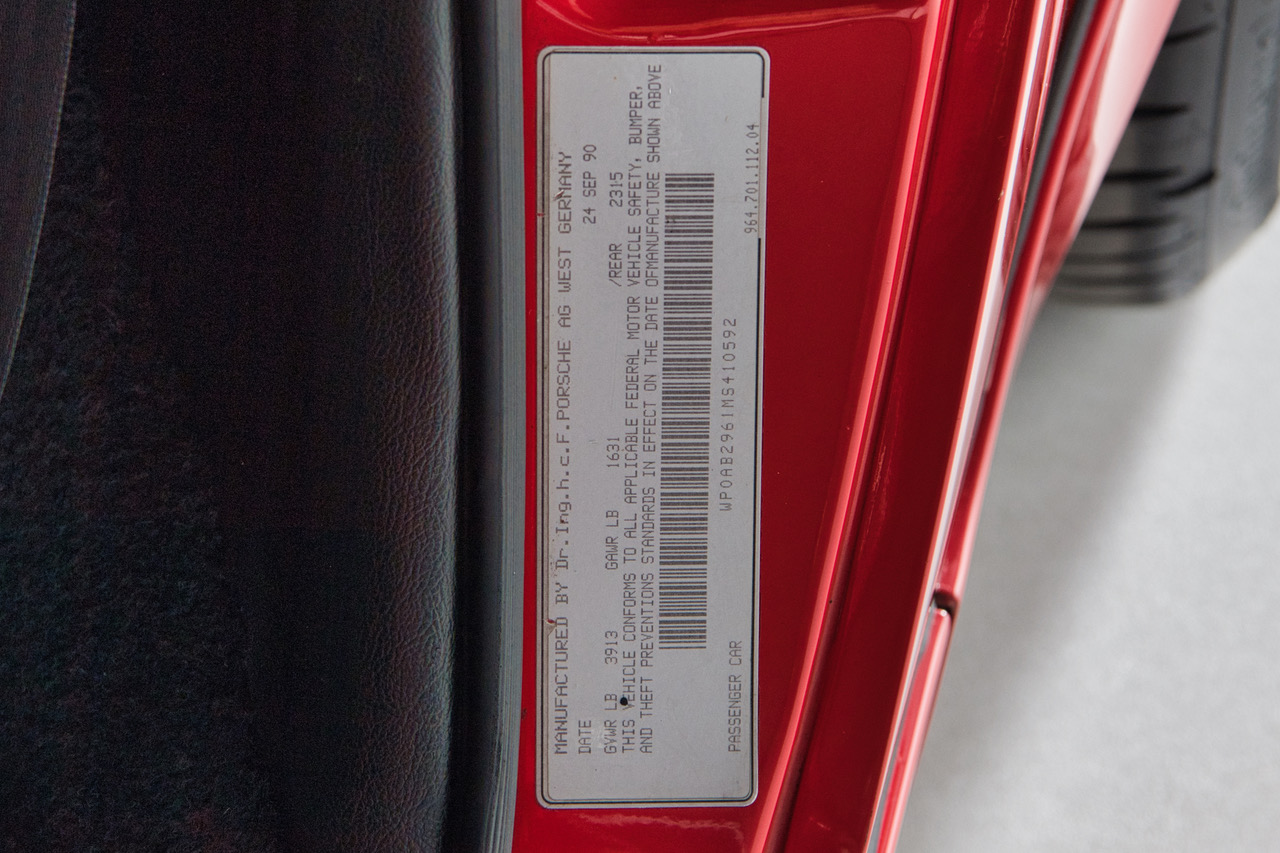 MANUFACTURED BY Dr.Ing.h.c.F.PORSCHE AG WEST GERMANY
DATE 24 SEP 90
GVWR LB 3913 GAWR LB 1631 /REAR 2315
THIS VEHICLE CONFORMS TO ALL APPLICABLE FEDERAL MOTOR VEHICLE SAFETY, BUMPER,
AND THEFT PREVENTIONS STANDARDS IN EFFECT ON THE DATE OFMANUFACTURE SHOWN ABOVE
WP0AB2961MS410592
PASSENGER CAR
964.701.112.04